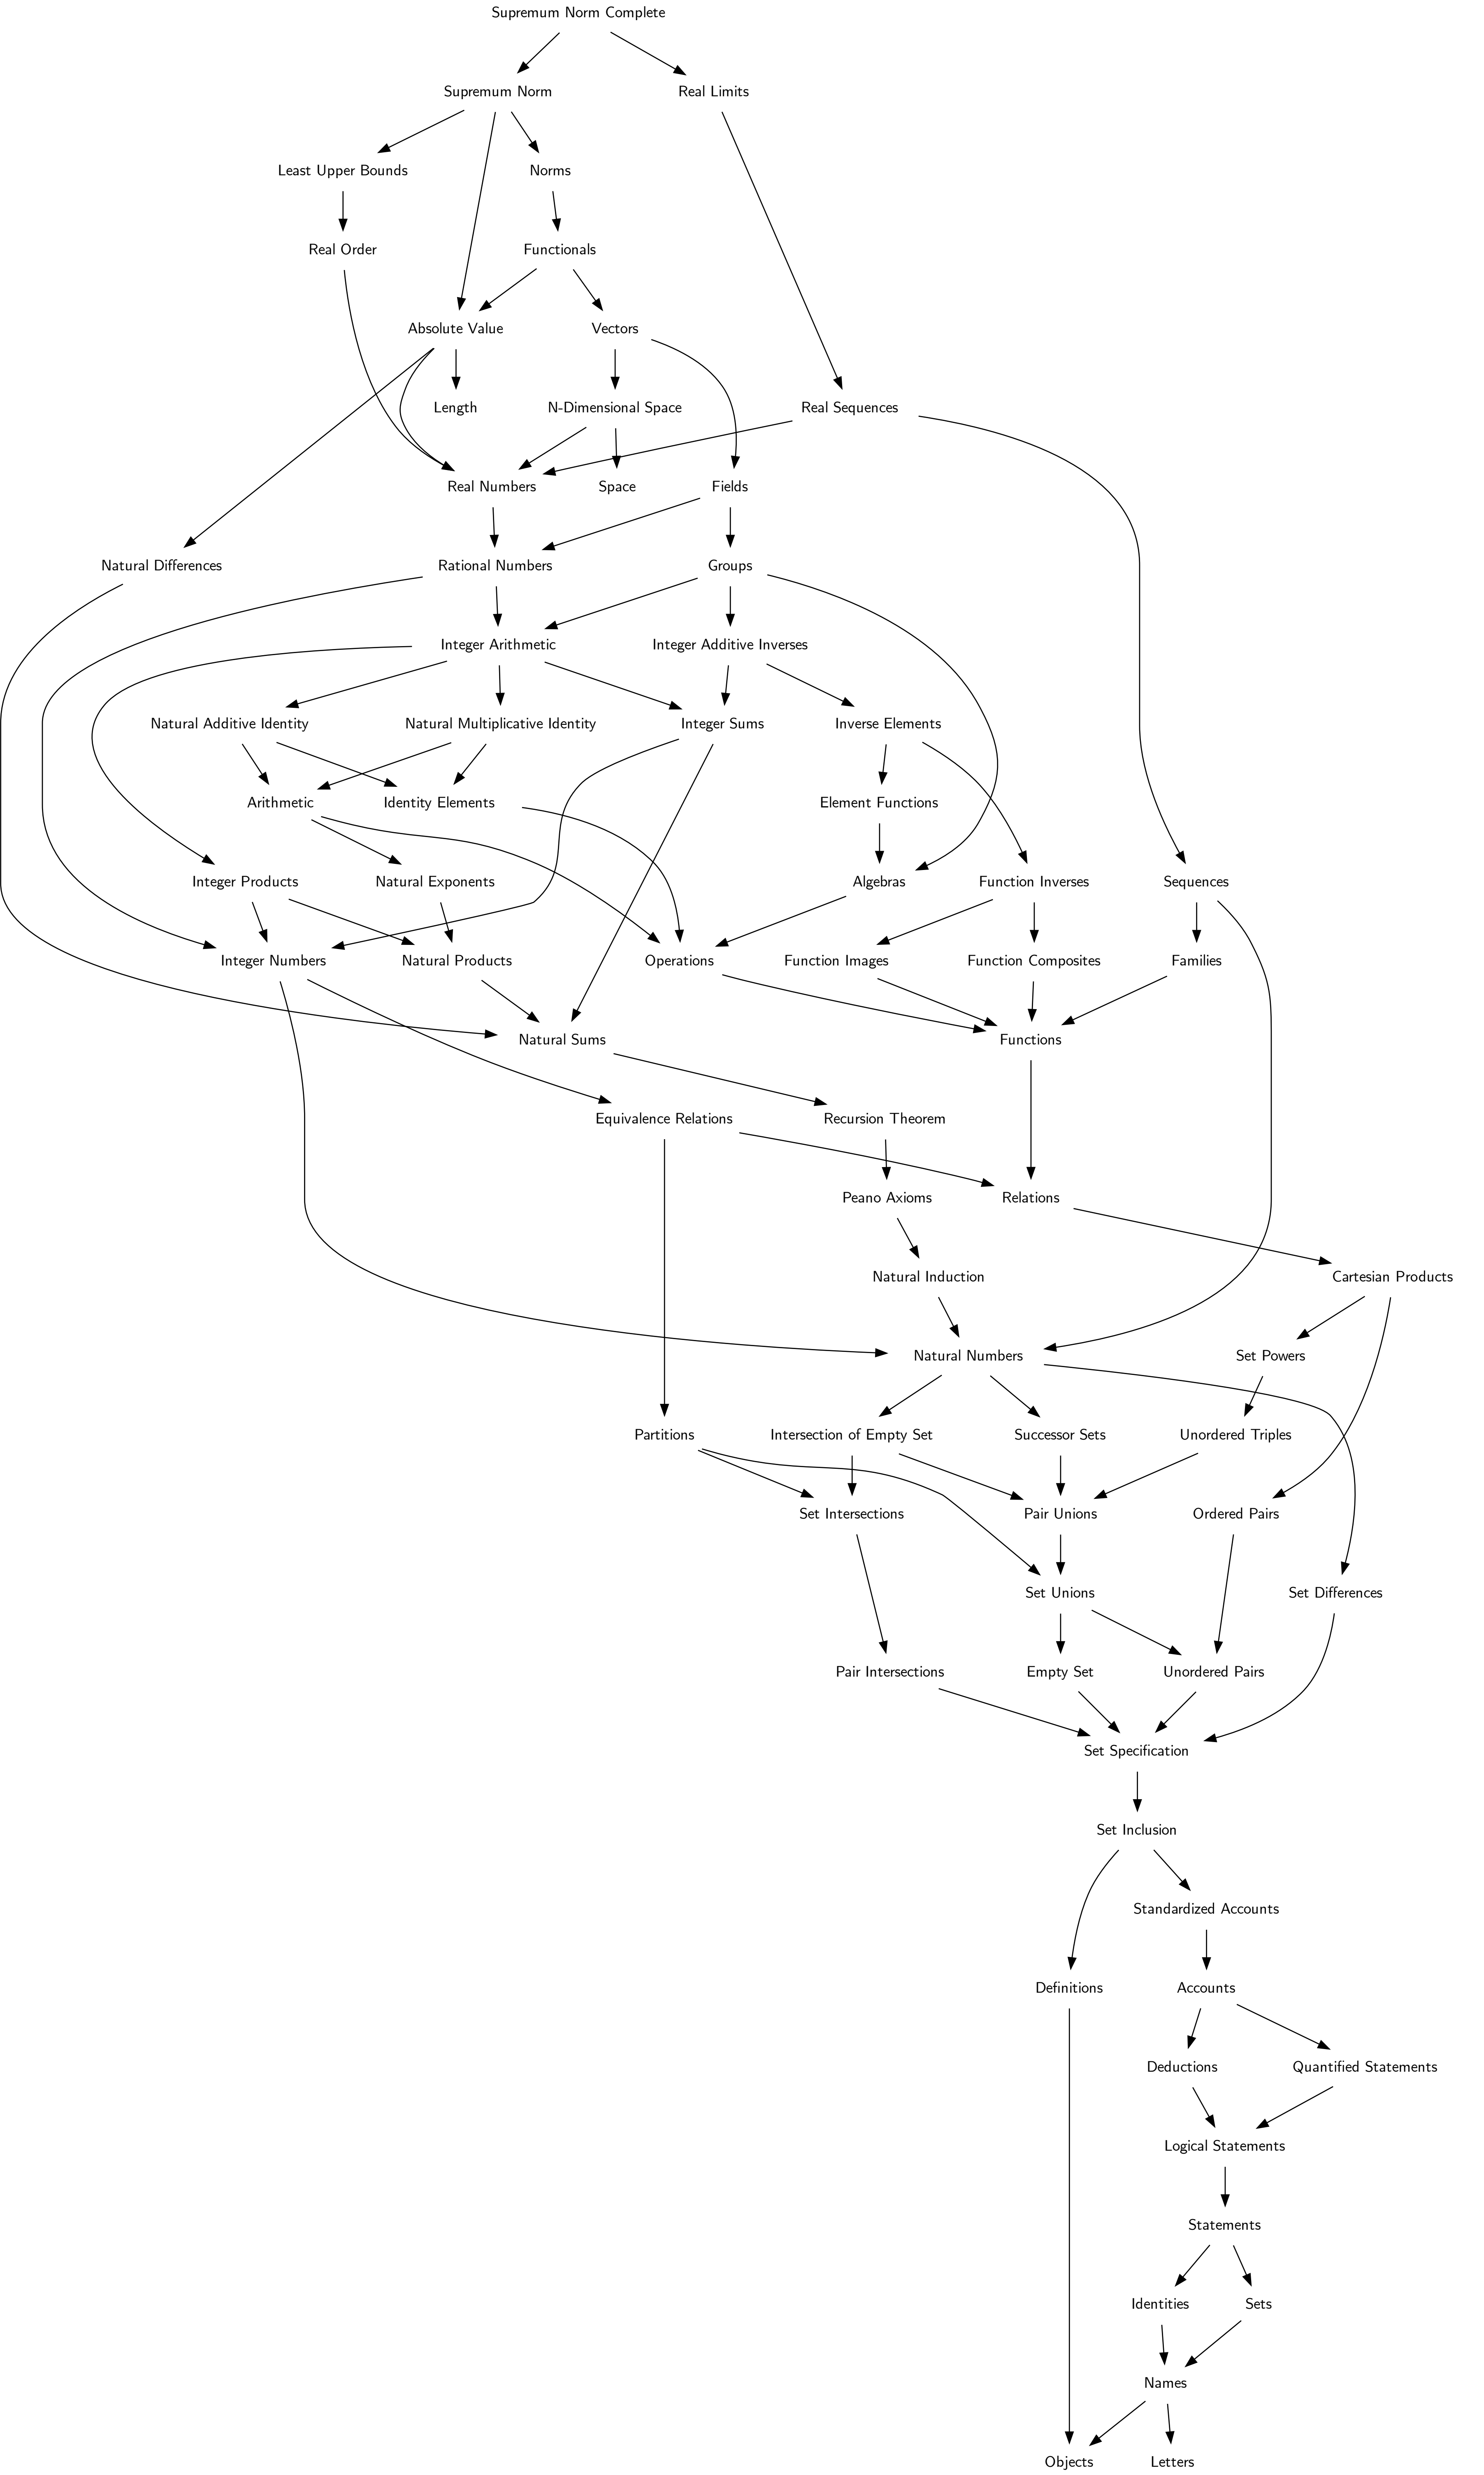 Supremum Norm Complete
Supremum Norm
Real Limits
Least Upper Bounds
Norms
Real Order
Functionals
Absolute Value
Vectors
Length
N-Dimensional Space
Real Sequences
Real Numbers
Space
Fields
Natural Differences
Rational Numbers
Groups
Integer Arithmetic
Integer Additive Inverses
Natural Additive Identity
Natural Multiplicative Identity
Integer Sums
Inverse Elements
Arithmetic
Identity Elements
Element Functions
Integer Products
Natural Exponents
Algebras
Function Inverses
Sequences
Integer Numbers
Natural Products
Operations
Function Images
Function Composites
Families
Natural Sums
Functions
Equivalence Relations
Recursion Theorem
Peano Axioms
Relations
Natural Induction
Cartesian Products
Natural Numbers
Set Powers
Partitions
Intersection of Empty Set
Successor Sets
Unordered Triples
Set Intersections
Pair Unions
Ordered Pairs
Set Unions
Set Differences
Pair Intersections
Empty Set
Unordered Pairs
Set Specification
Set Inclusion
Standardized Accounts
Definitions
Accounts
Deductions
Quantified Statements
Logical Statements
Statements
Identities
Sets
Names
Objects
Letters